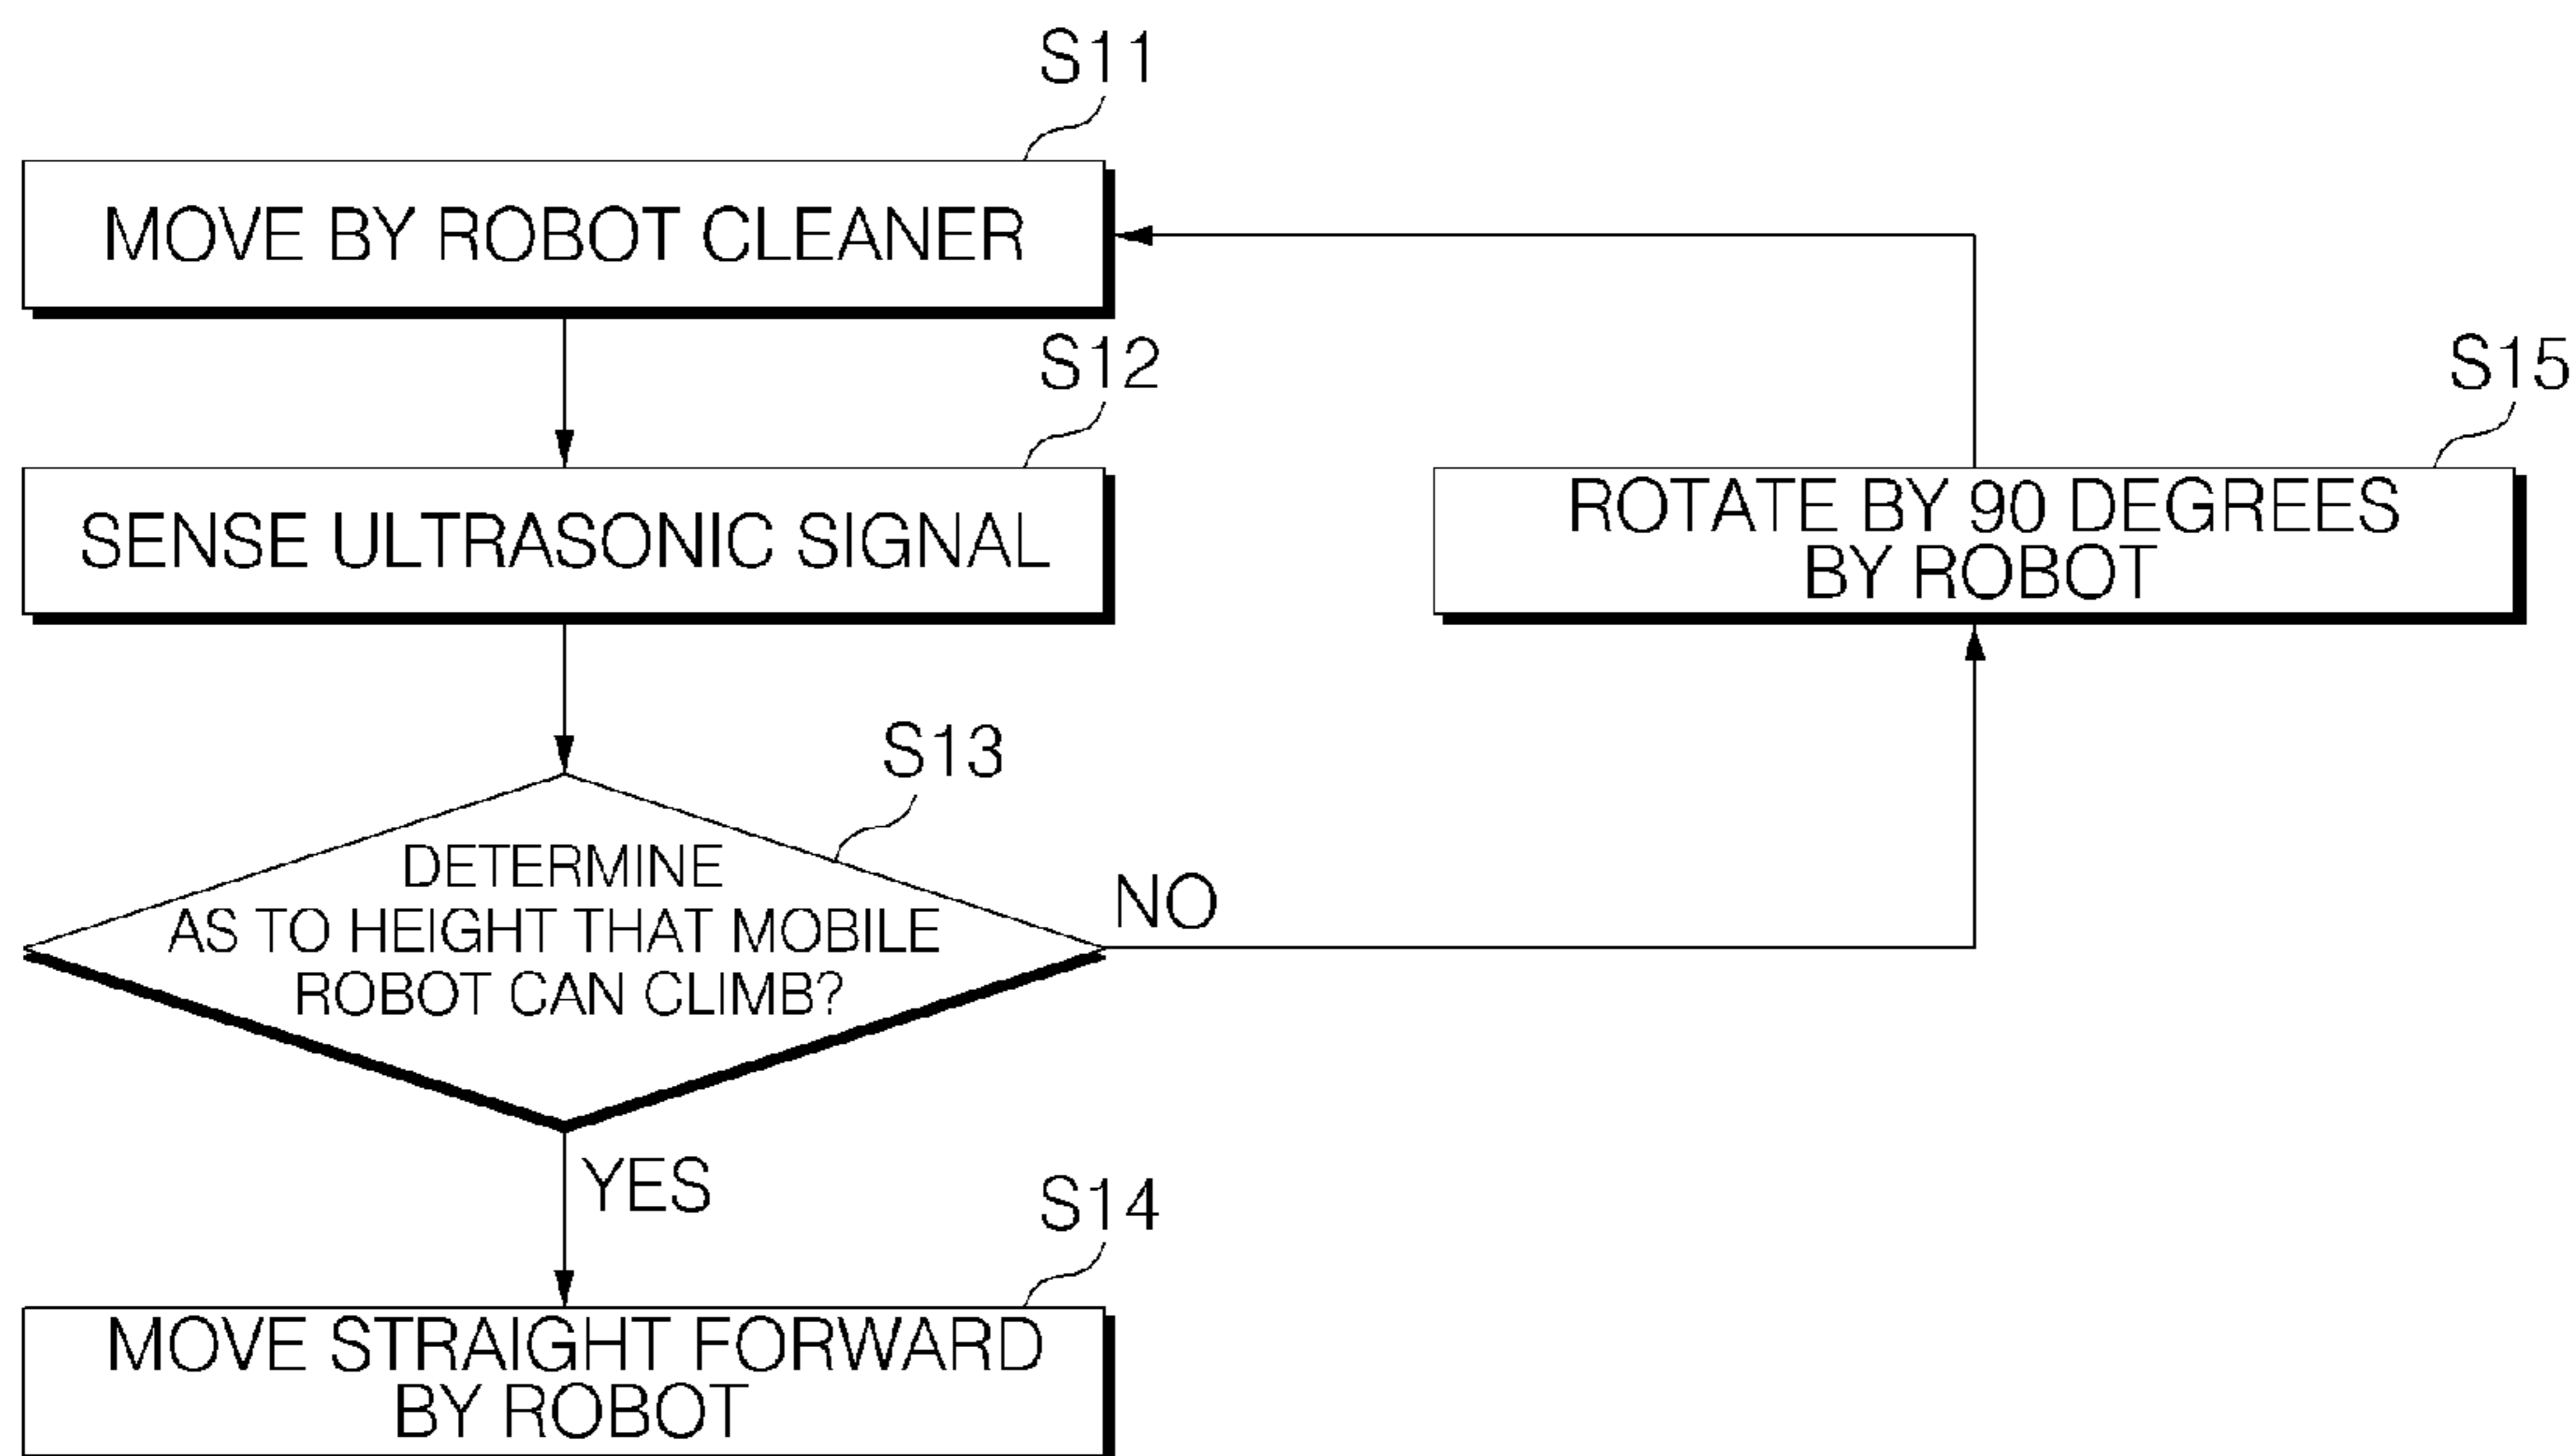 S11
MOVE BY ROBOT CLEANER
S12
SENSE ULTRASONIC SIGNAL
S15
ROTATE BY 90 DEGREES
BY ROBOT
S13
DETERMINE
AS TO HEIGHT THAT MOBILE
ROBOT CAN CLIMB?
NO
YES
S14
MOVE STRAIGHT FORWARD
BY ROBOT